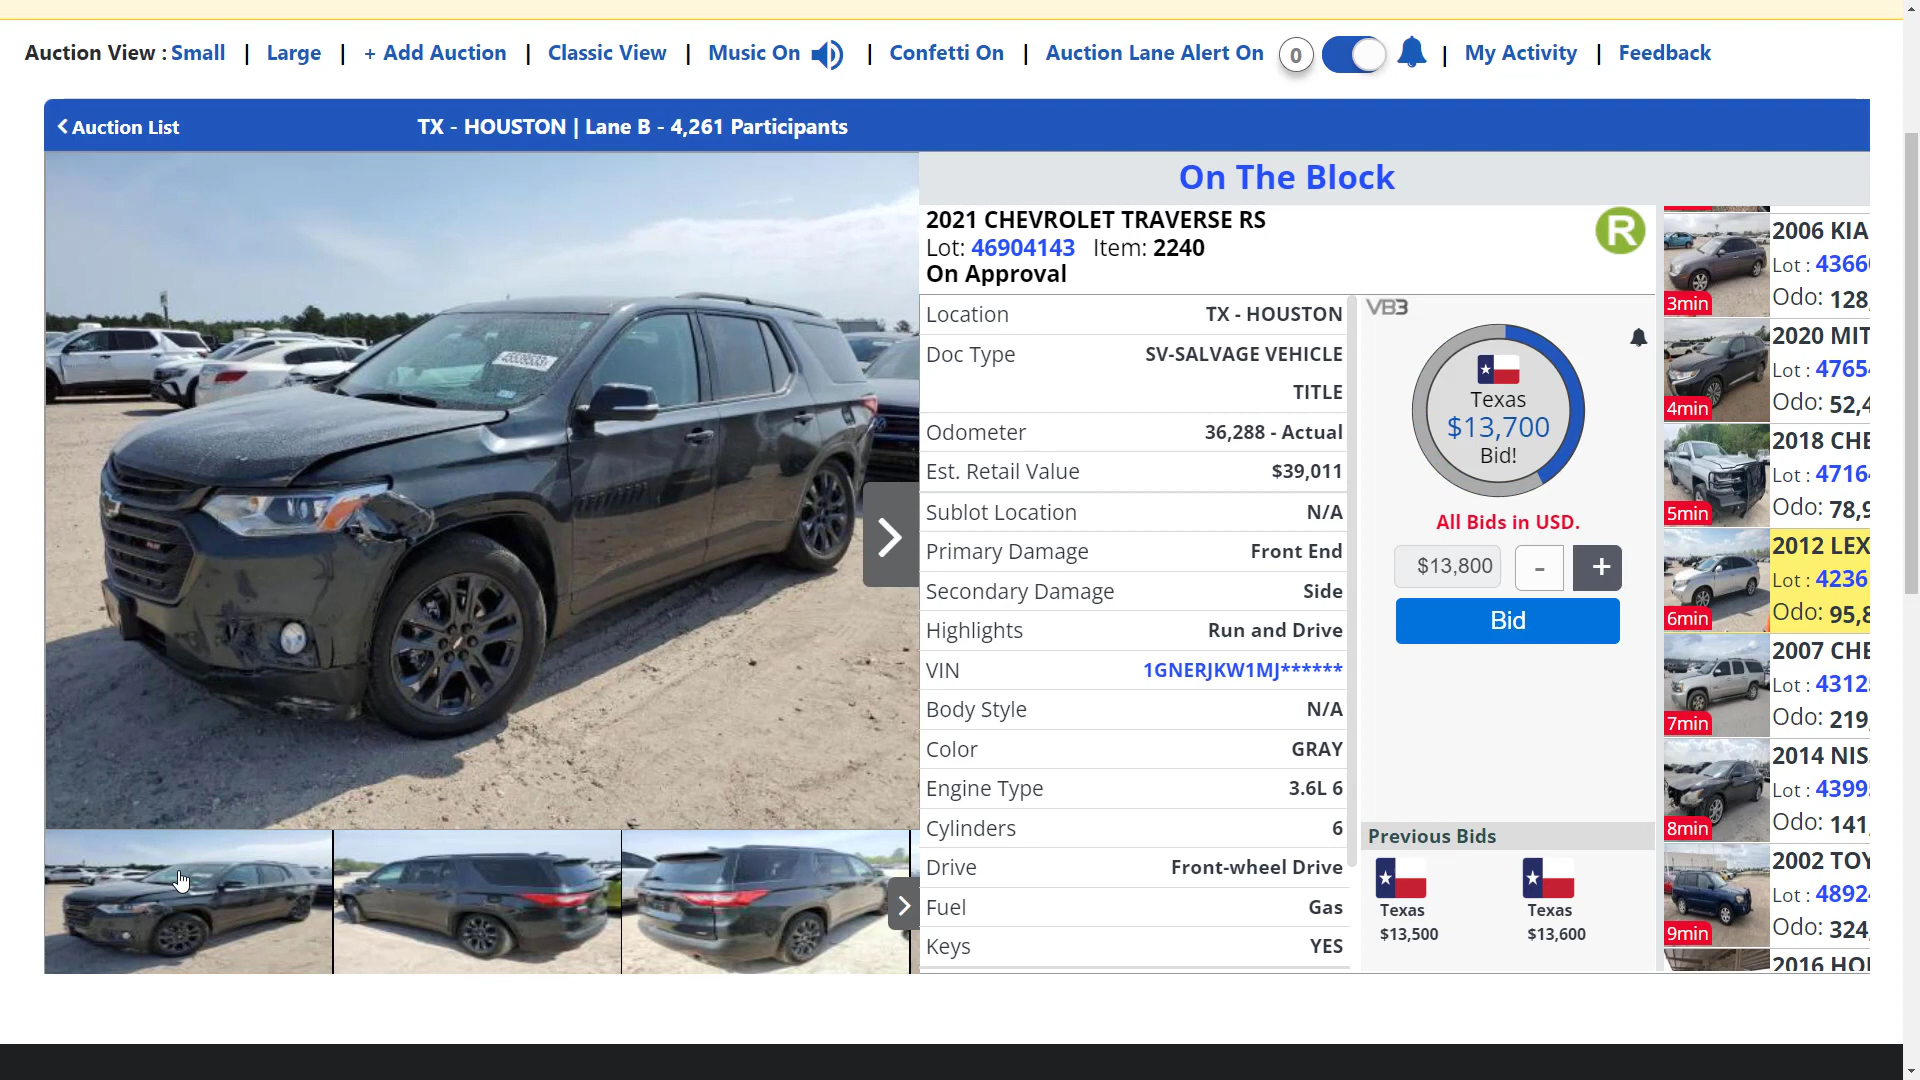 Auction View : Small | Large | + Add Auction | Classic View | Music On | Confetti On | Auction Lane Alert On 0 | My Activity | Feedback
Auction List
TX - HOUSTON | Lane B - 4,261 Participants
On The Block
2021 CHEVROLET TRAVERSE RS
Lot: 46904143 Item: 2240
On Approval
R
Location TX - HOUSTON
Doc Type SV-SALVAGE VEHICLE
TITLE
Odometer 36,288 - Actual
Est. Retail Value $39,011
Sublot Location N/A
Primary Damage Front End
Secondary Damage Side
Highlights Run and Drive
VIN 1GNERJKW1MJ******
Body Style N/A
Color GRAY
Engine Type 3.6L 6
Cylinders 6
Drive Front-wheel Drive
Fuel Gas
Keys YES
VB3
Texas
$13,700
Bid!
All Bids in USD.
$13,800 - +
Bid
Previous Bids
Texas
$13,500
Texas
$13,600
2006 KIA
Lot : 4366
Odo: 128,
3min
2020 MIT
Lot : 4765
Odo: 52,4
4min
2018 CHE
Lot : 4716
Odo: 78,9
5min
2012 LEX
Lot : 4236
Odo: 95,8
6min
2007 CHE
Lot : 4312
Odo: 219,
7min
2014 NIS
Lot : 4399
Odo: 141,
8min
2002 TOY
Lot : 4892
Odo: 324,
9min
2016 HO